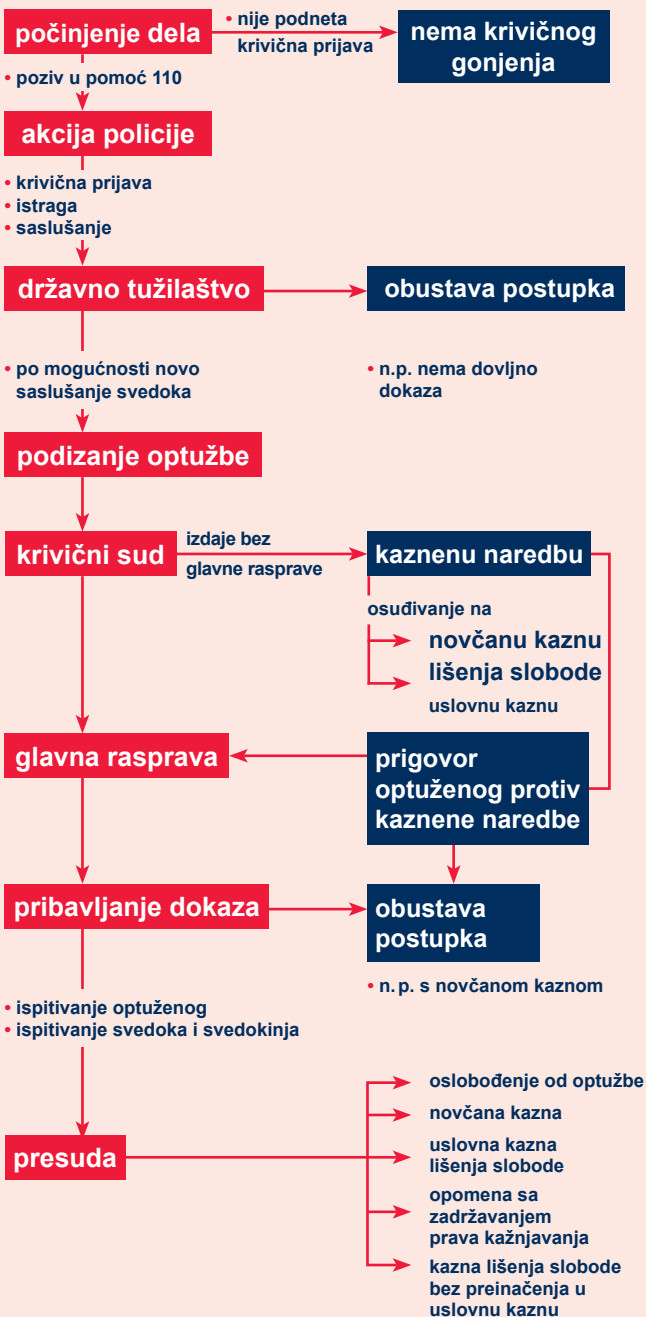 počinjenje dela
• nije podneta
krivična prijava
nema krivičnog
gonjenja
• poziv u pomoć 110
akcija policije
• krivična prijava
• istraga
• saslušanje
državno tužilaštvo
obustava postupka
• po mogućnosti novo
saslušanje svedoka
• n.p. nema dovljno
dokaza
podizanje optužbe
krivični sud
izdaje bez
glavne rasprave
kaznenu naredbu
osuđivanje na
novčanu kaznu
lišenja slobode
uslovnu kaznu
glavna rasprava
prigovor
optuženog protiv
kaznene naredbe
pribavljanje dokaza
obustava
postupka
• n. p. s novčanom kaznom
• ispitivanje optuženog
• ispitivanje svedoka i svedokinja
presuda
oslobođenje od optužbe
novčana kazna
uslovna kazna
lišenja slobode
opomena sa
zadržavanjem
prava kažnjavanja
kazna lišenja slobode
bez preinačenja u
uslovnu kaznu